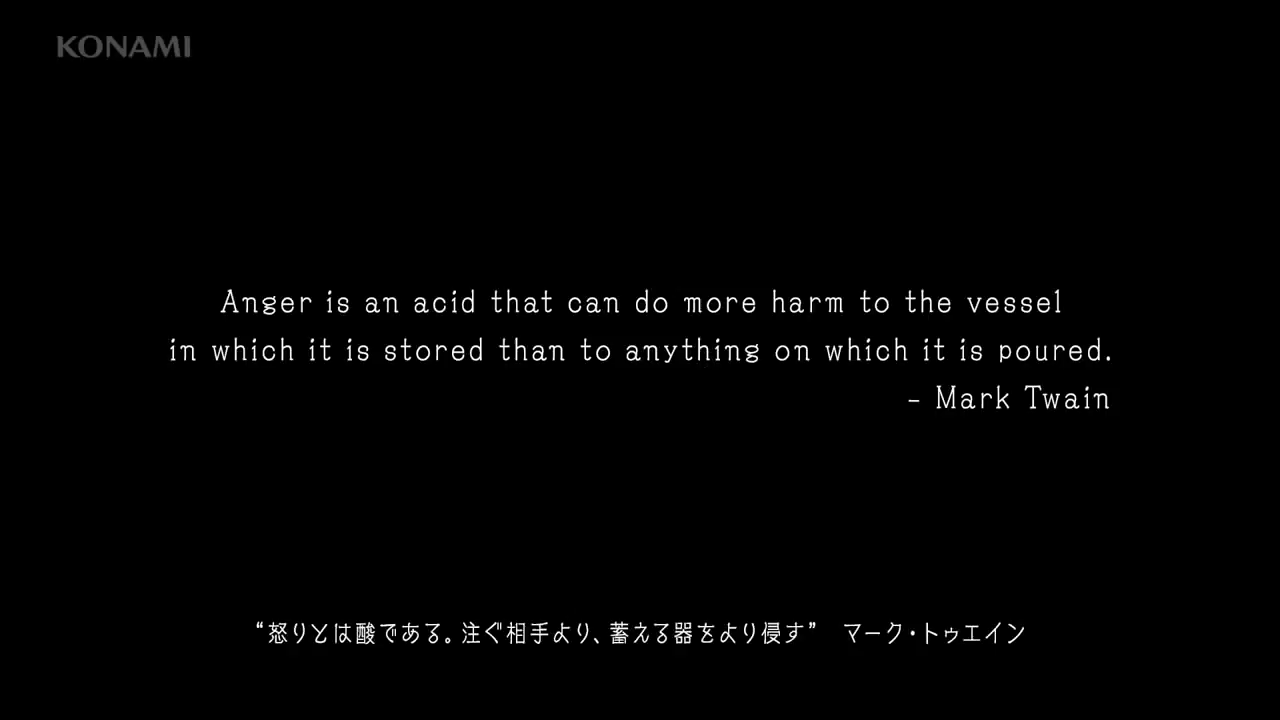 KONAMI
Anger is an acid that can do more harm to the vessel
in which it is stored than to anything on which it is poured.
– Mark Twain
“怒りとは酸である。注ぐ相手より、蓄える器をより侵す”　マーク・トゥエイン